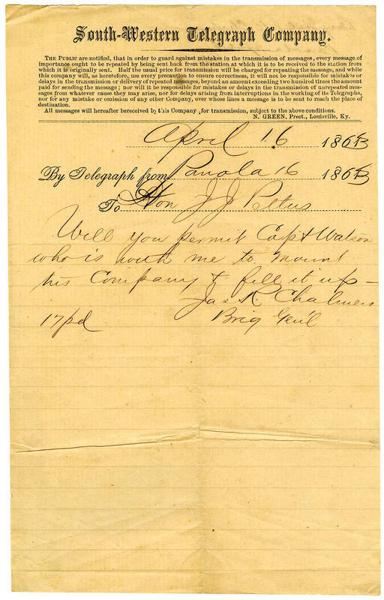 South-Western Telegraph Company.
THE PUBLIC are notified, that in order to guard against mistakes in the transmission of messages, every message of
importance ought to be repeated by being sent back from the station at which it is to be received to the station from
which it is originally sent. Half the usual price for transmission will be charged for repeating the message, and while
this company will, as heretofore, use every precaution to ensure correctness, it will not be responsible for mistakes or
delays in the transmission or delivery of repeated messages, beyond an amount exceeding two hundred times the amount
paid for sending the message; nor will it be responsible for mistakes or delays in the transmission of unrepeated messages
from whatever cause they may arise, nor for delays arising from interruptions in the working of its Telegraphs,
nor for any mistake or omission of any other Company, over whose lines a message is to be sent to reach the place of
destination.
All messages will hereafter be received by this Company for transmission, subject to the above conditions.
N. GREEN, Prest., Louisville, Ky.
April 16 1863
By Telegraph from Panola 16 1863
To Hon J J Pettus
Will you permit Capt Watson
who is with me to mount
his Company & fill it up—
Jas R Chalmers
17pd Brig Genl